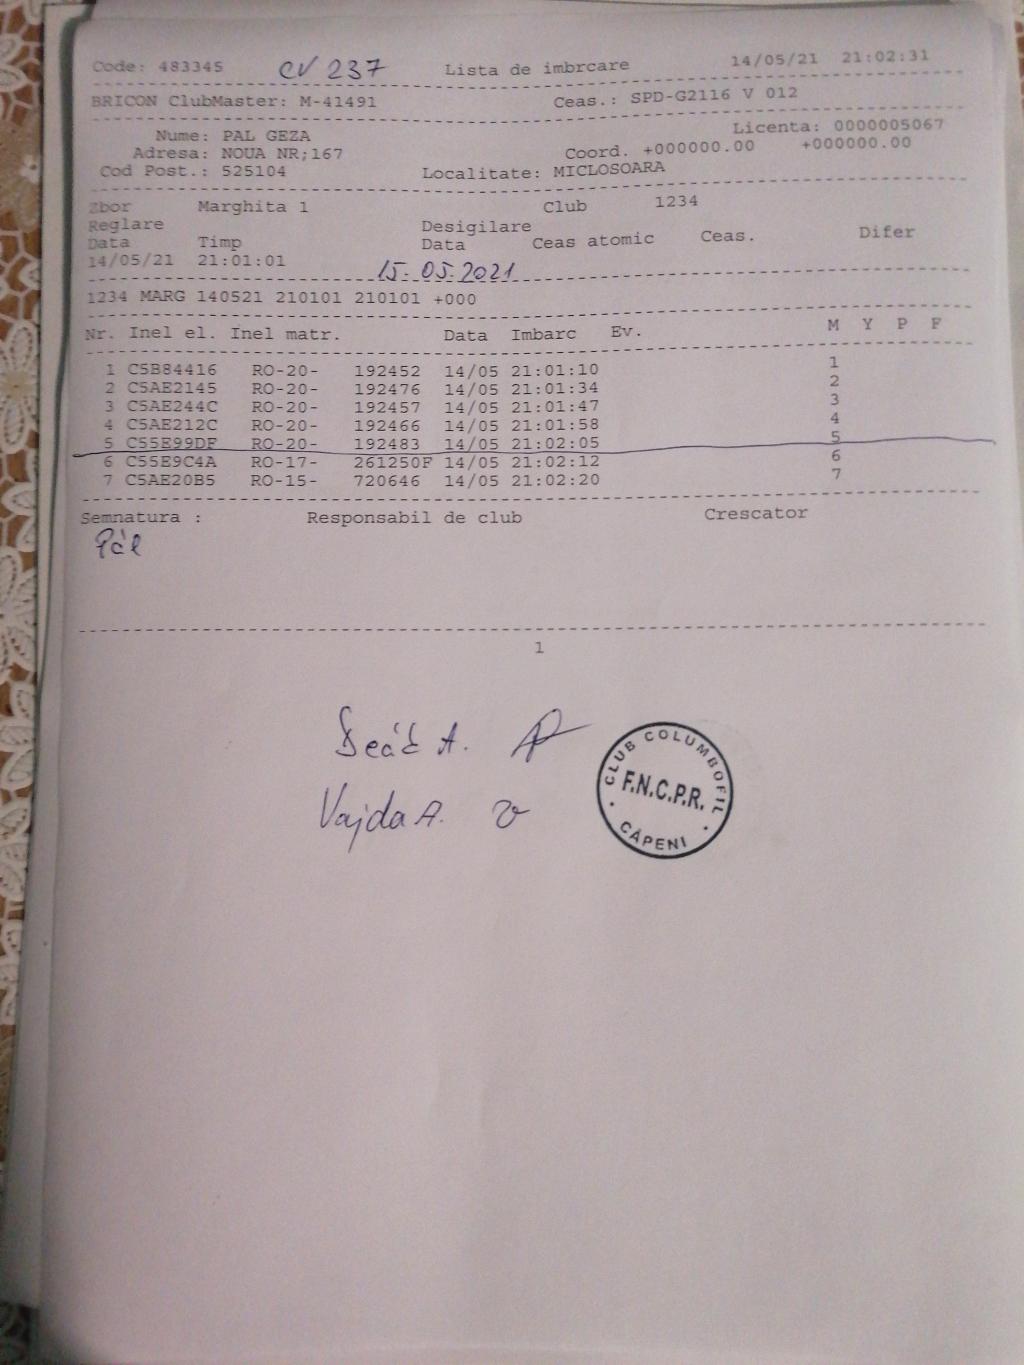 Code: 483345 CV 237 Lista de imbrcare 14/05/21 21:02:31
BRICON ClubMaster: M-41491 Ceas.: SPD-G2116 V 012
Nume: PAL GEZA Licenta: 0000005067
Adresa: NOUA NR;167 Coord. +000000.00 +000000.00
Cod Post.: 525104 Localitate: MICLOSOARA
Zbor Marghita 1 Club 1234
Reglare Desigilare
Data Timp Data Ceas atomic Ceas. Difer
14/05/21 21:01:01 15.05.2021
1234 MARG 140521 210101 210101 +000
Nr. Inel el. Inel matr. Data Imbarc Ev. M Y P F
1 C5B84416 RO-20- 192452 14/05 21:01:10 1
2 C5AE2145 RO-20- 192476 14/05 21:01:34 2
3 C5AE244C RO-20- 192457 14/05 21:01:47 3
4 C5AE212C RO-20- 192466 14/05 21:01:58 4
5 C55E99DF RO-20- 192483 14/05 21:02:05 5
6 C55E9C4A RO-17- 261250F 14/05 21:02:12 6
7 C5AE20B5 RO-15- 720646 14/05 21:02:20 7
Semnatura : Responsabil de club Crescator
Pál
1
Deák A.
Vajda A.
CLUB COLUMBOFIL
F.N.C.P.R.
CĂPENI